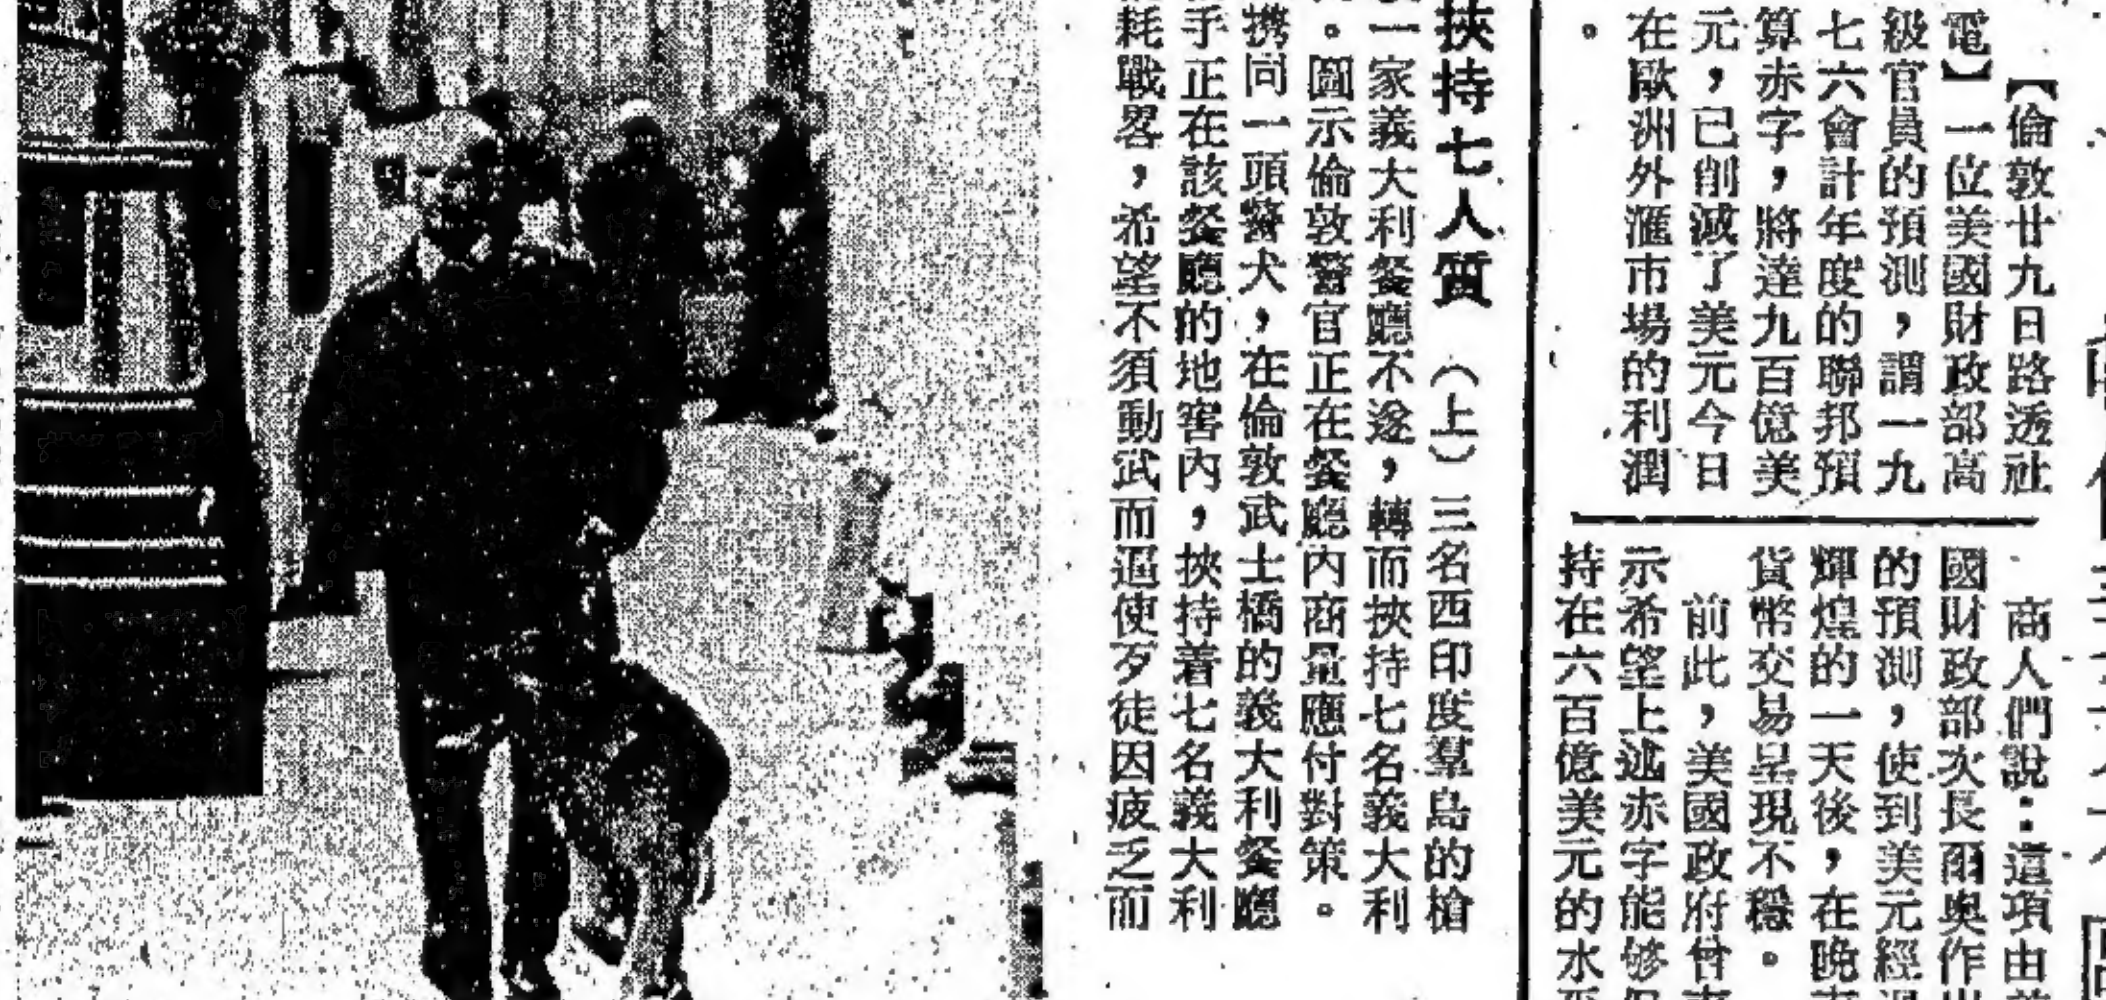 【倫敦廿九日路透社
電】一位美國財政部高
級官員的預測，謂一九
七六會計年度的聯邦預
算赤字，將達九百億美
元，已削減了美元今日
在歐洲外滙市場的利潤
。
商人們說：這項由
國財政部次長爾奧作
的預測，使到美元經
輝煌的一天後，在晚
貨幣交易呈現不穩。
前此，美國政府曾
示希望上述赤字能够
持在六百億美元的水
挾持七人質（上）三名西印度羣島的槍
一家義大利餐廳不遂，轉而挾持七名義大利
。圖示倫敦警官正在餐廳內商量應付對策。
携同一頭警犬，在倫敦武士橋的義大利餐廳
手正在該餐廳的地窖內，挾持着七名義大利
耗戰畧，希望不須動武而逼使歹徒因疲乏而